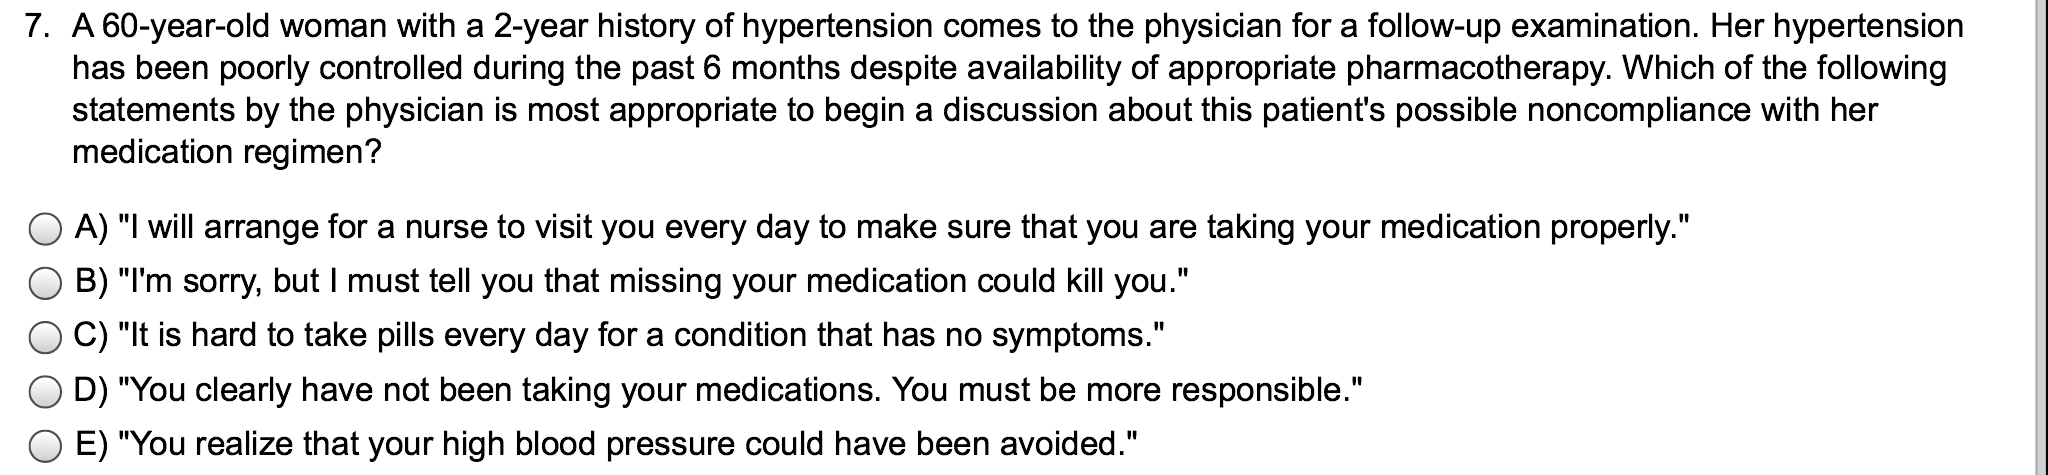 7. A 60-year-old woman with a 2-year history of hypertension comes to the physician for a follow-up examination. Her hypertension
has been poorly controlled during the past 6 months despite availability of appropriate pharmacotherapy. Which of the following
statements by the physician is most appropriate to begin a discussion about this patient's possible noncompliance with her
medication regimen?
A) "I will arrange for a nurse to visit you every day to make sure that you are taking your medication properly."
B) "I'm sorry, but I must tell you that missing your medication could kill you."
C) "It is hard to take pills every day for a condition that has no symptoms."
D) "You clearly have not been taking your medications. You must be more responsible."
E) "You realize that your high blood pressure could have been avoided."